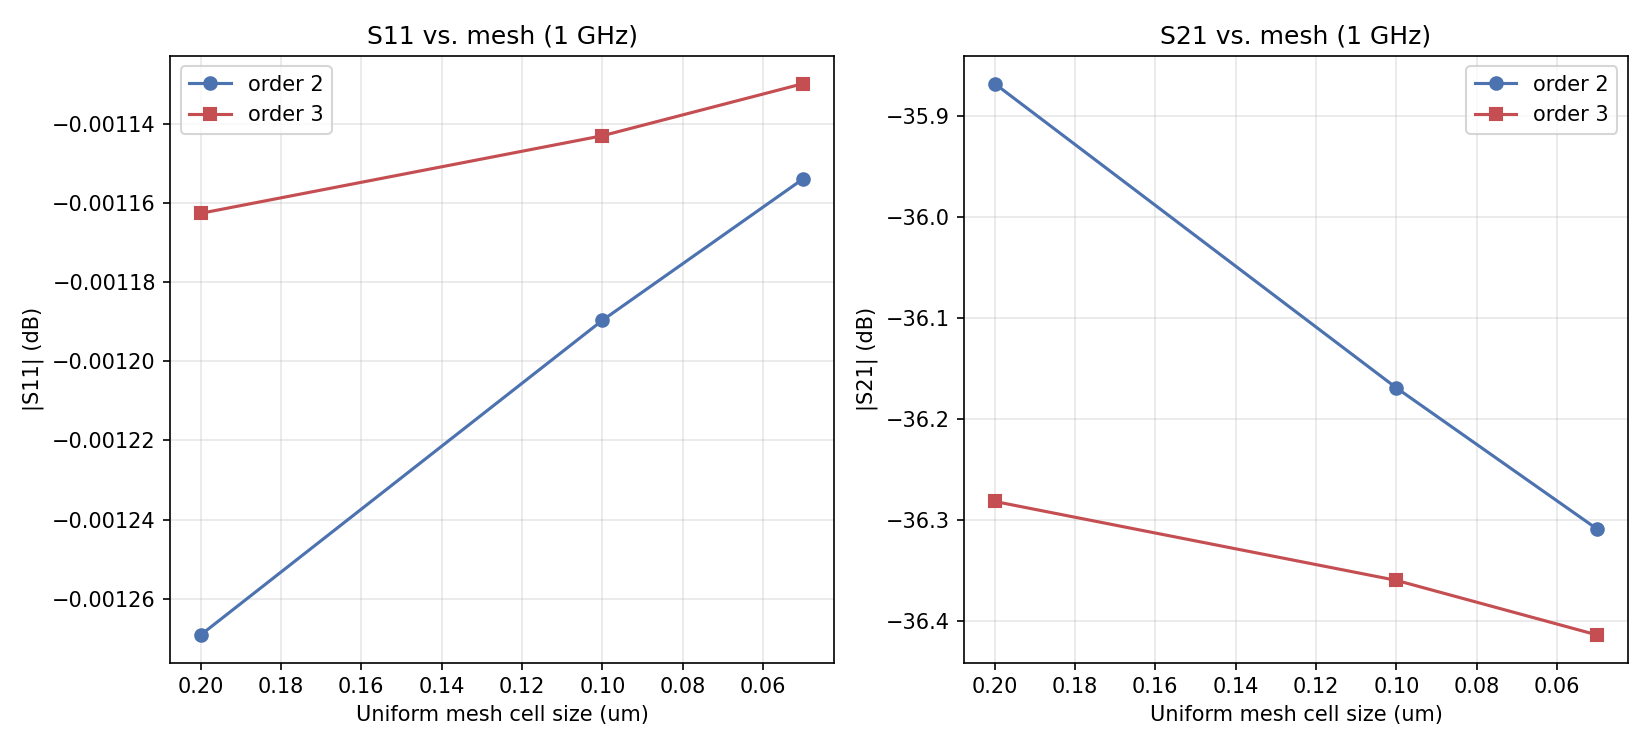 S11 vs. mesh (1 GHz)
order 2
order 3
−0.00114
−0.00116
−0.00118
−0.00120
−0.00122
−0.00124
−0.00126
|S11| (dB)
0.20 0.18 0.16 0.14 0.12 0.10 0.08 0.06
Uniform mesh cell size (um)
S21 vs. mesh (1 GHz)
order 2
order 3
−35.9
−36.0
−36.1
−36.2
−36.3
−36.4
|S21| (dB)
0.20 0.18 0.16 0.14 0.12 0.10 0.08 0.06
Uniform mesh cell size (um)